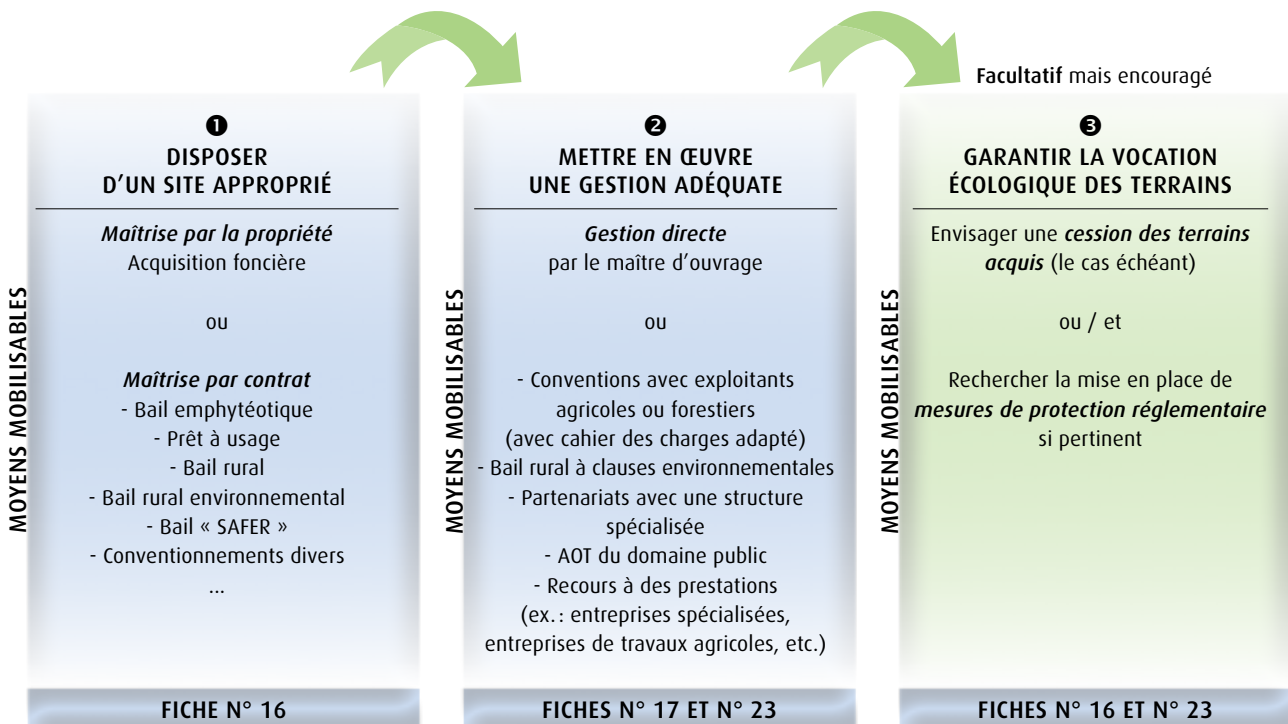 ❶
DISPOSER
D'UN SITE APPROPRIÉ
MOYENS MOBILISABLES
Maîtrise par la propriété
Acquisition foncière
ou
Maîtrise par contrat
- Bail emphytéotique
- Prêt à usage
- Bail rural
- Bail rural environnemental
- Bail « SAFER »
- Conventionnements divers
...
FICHE N° 16
❷
METTRE EN ŒUVRE
UNE GESTION ADÉQUATE
MOYENS MOBILISABLES
Gestion directe
par le maître d'ouvrage
ou
- Conventions avec exploitants
agricoles ou forestiers
(avec cahier des charges adapté)
- Bail rural à clauses environnementales
- Partenariats avec une structure
spécialisée
- AOT du domaine public
- Recours à des prestations
(ex.: entreprises spécialisées,
entreprises de travaux agricoles, etc.)
FICHES N° 17 ET N° 23
Facultatif mais encouragé
❸
GARANTIR LA VOCATION
ÉCOLOGIQUE DES TERRAINS
MOYENS MOBILISABLES
Envisager une cession des terrains
acquis (le cas échéant)
ou / et
Rechercher la mise en place de
mesures de protection réglementaire
si pertinent
FICHES N° 16 ET N° 23